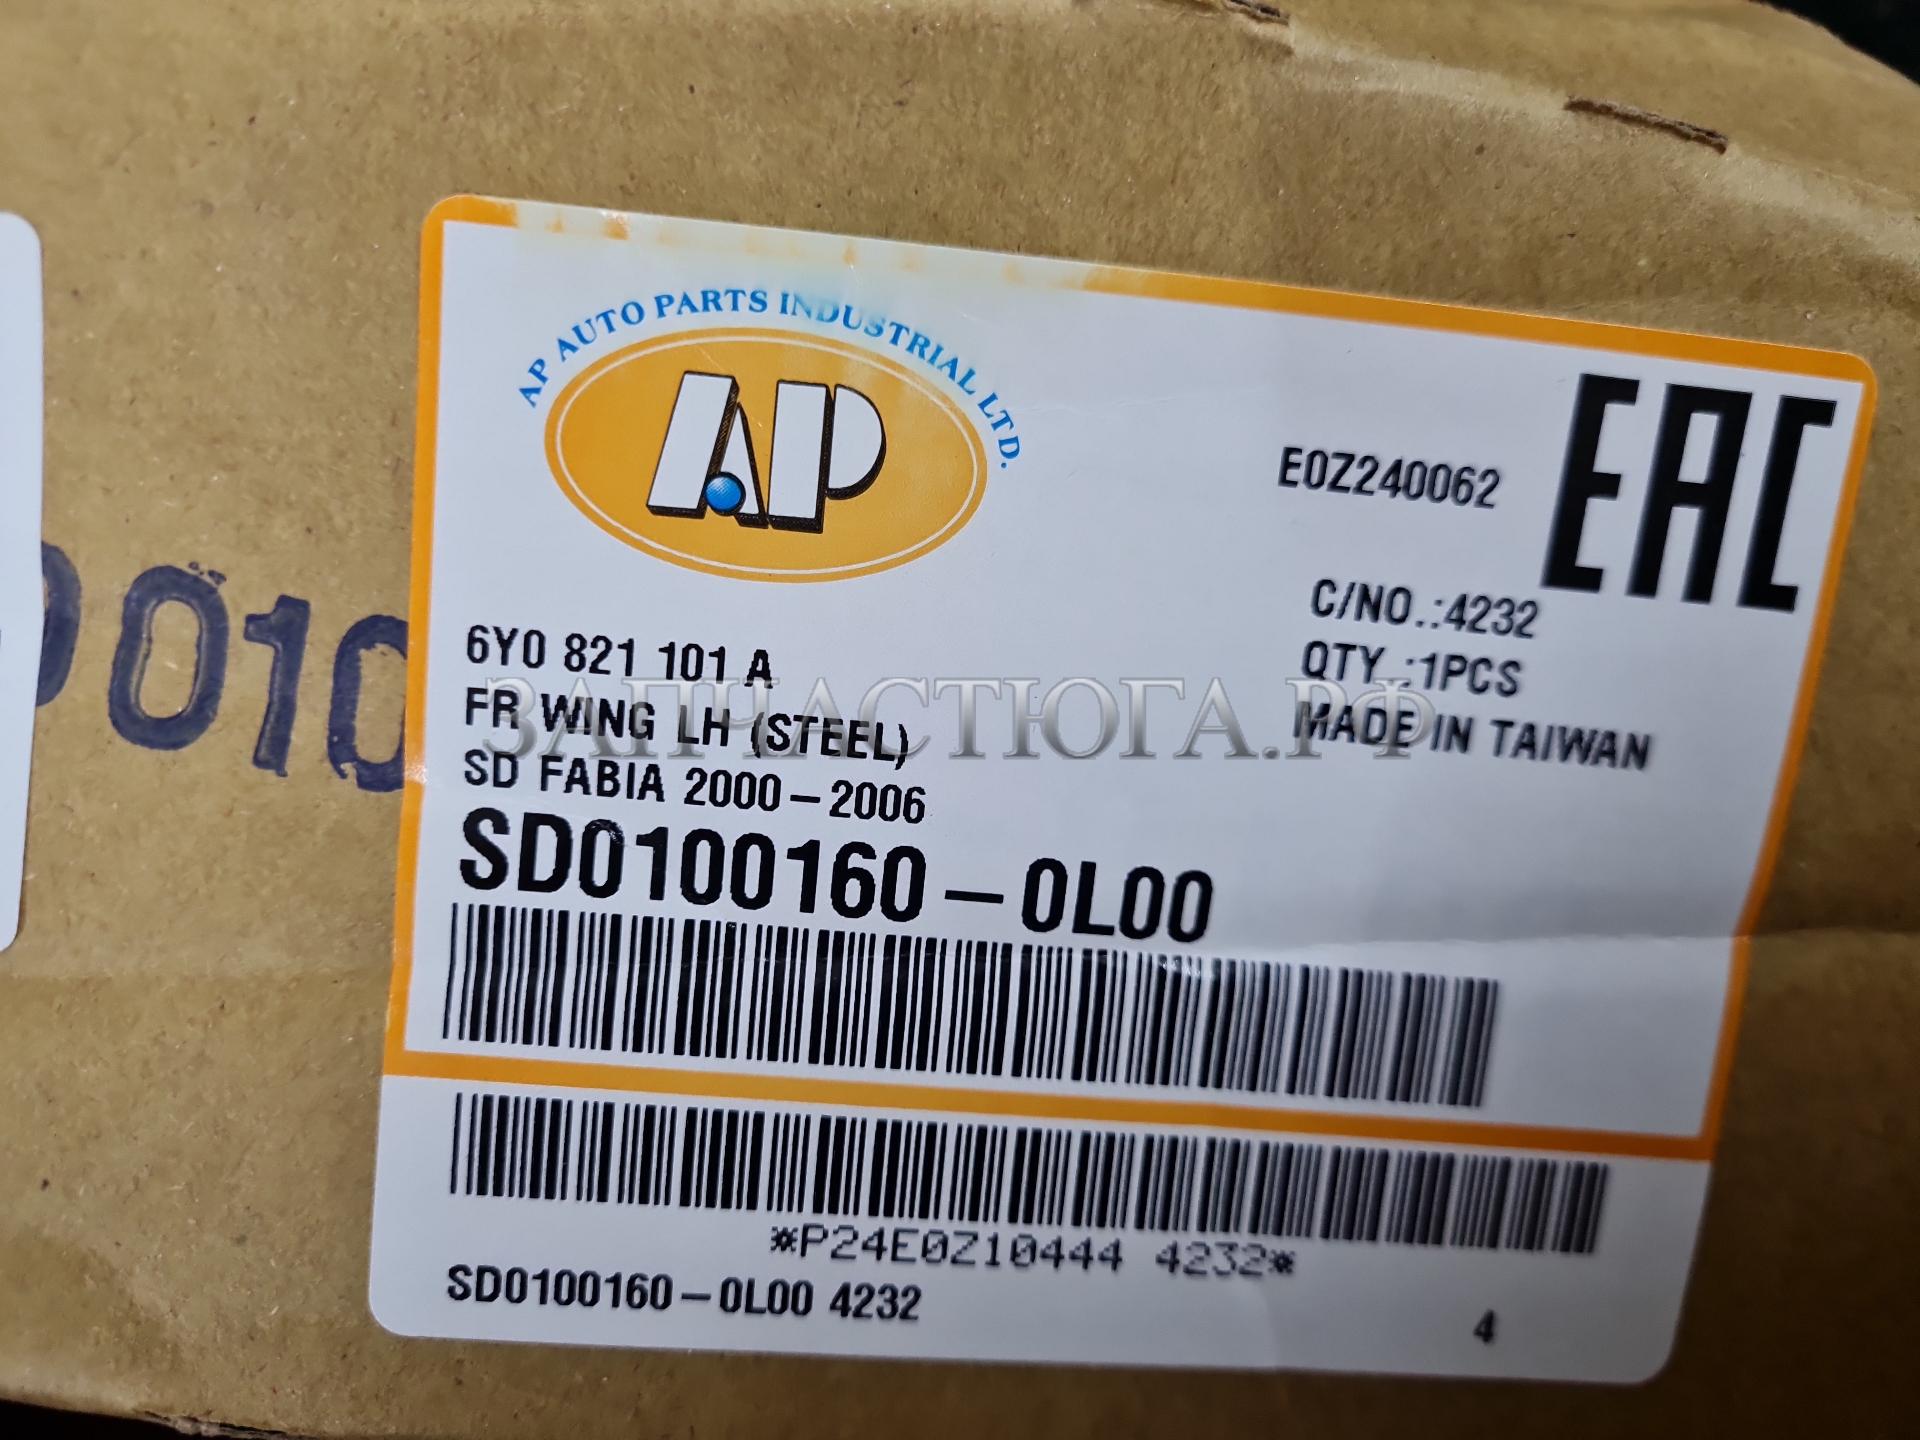 AP AUTO PARTS INDUSTRIAL LTD.
AP
E0Z240062
EAC
C/NO.:4232
QTY.:1PCS
MADE IN TAIWAN
6Y0 821 101 A
FR WING LH (STEEL)
SD FABIA 2000-2006
ЗАПЧАСТЮГА.РФ
SD0100160-0L00
*P24E0Z10444 4232*
SD0100160-0L00 4232
4
010